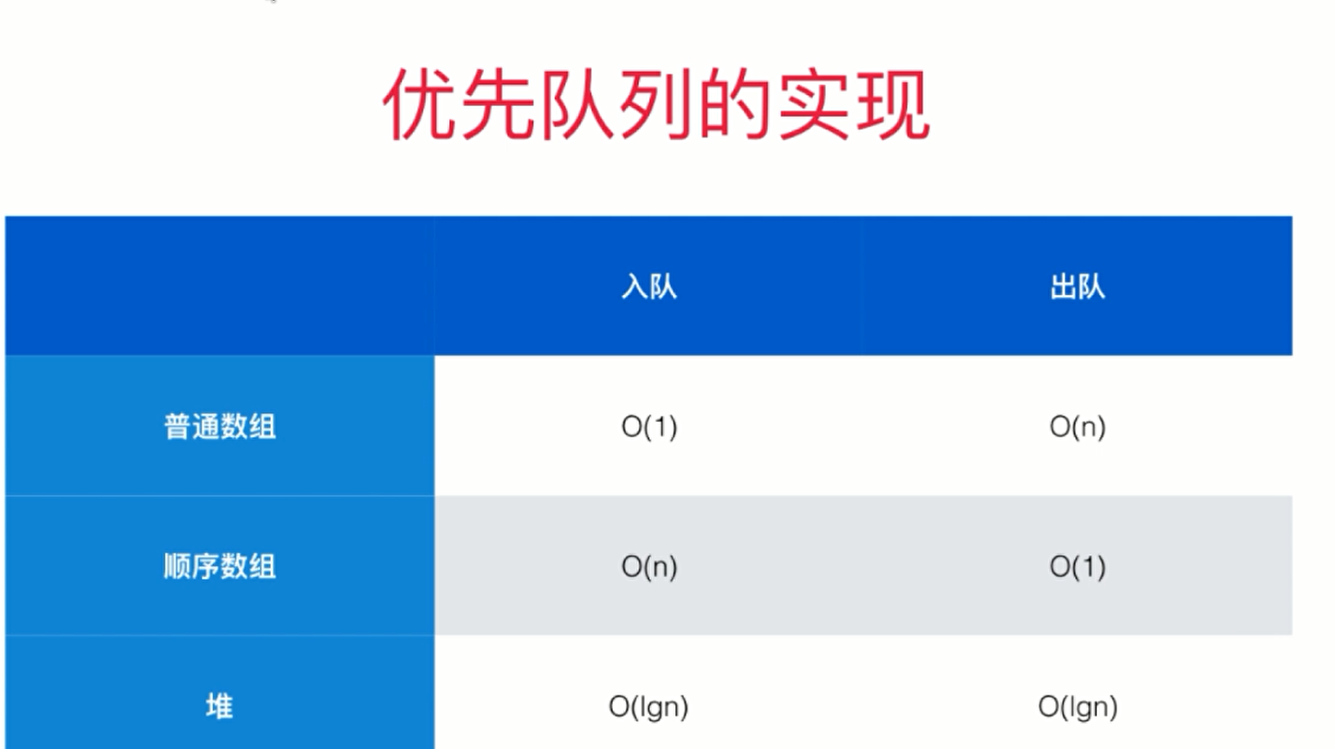 优先队列的实现
入队 出队
普通数组 O(1) O(n)
顺序数组 O(n) O(1)
堆 O(lgn) O(lgn)